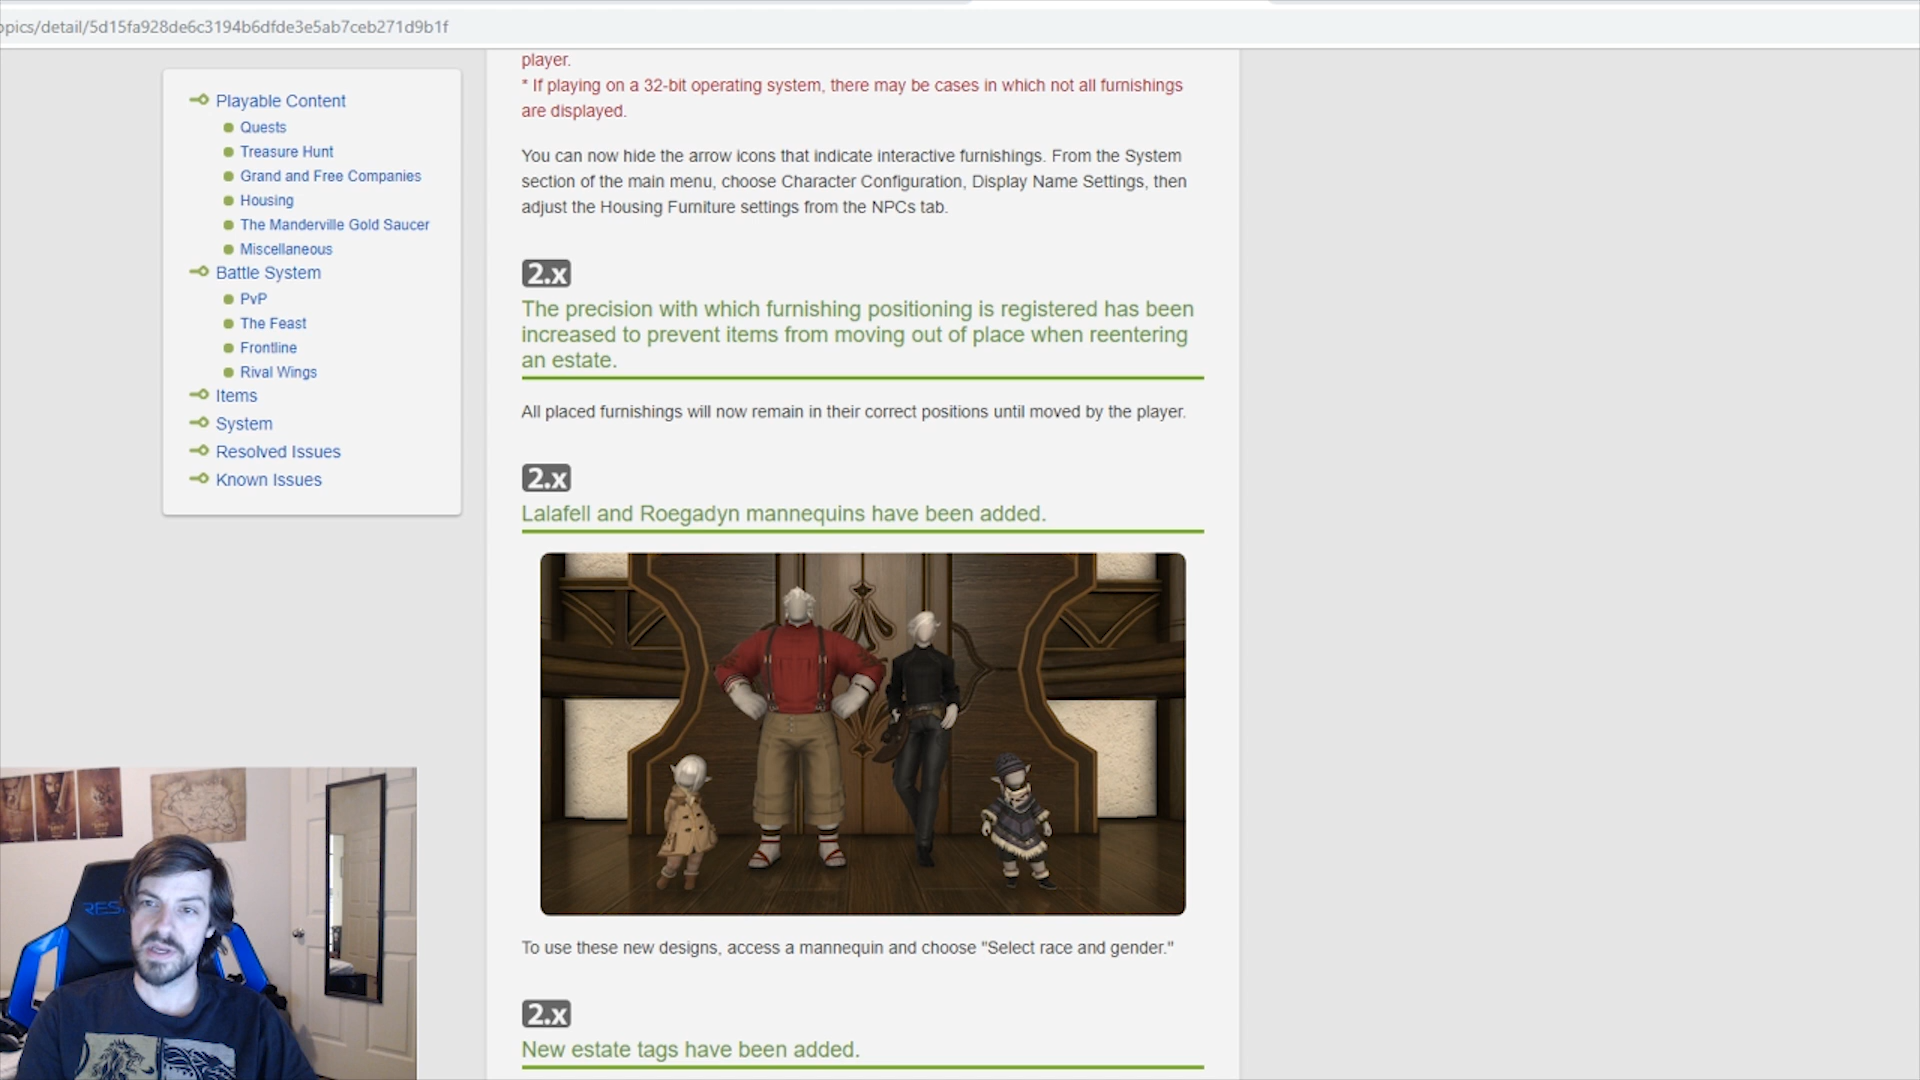 opics/detail/5d15fa928de6c3194b6dfde3e5ab7ceb271d9b1f
Playable Content
Quests
Treasure Hunt
Grand and Free Companies
Housing
The Manderville Gold Saucer
Miscellaneous
Battle System
PvP
The Feast
Frontline
Rival Wings
Items
System
Resolved Issues
Known Issues
player.
* If playing on a 32-bit operating system, there may be cases in which not all furnishings
are displayed.
You can now hide the arrow icons that indicate interactive furnishings. From the System
section of the main menu, choose Character Configuration, Display Name Settings, then
adjust the Housing Furniture settings from the NPCs tab.
2.x
The precision with which furnishing positioning is registered has been
increased to prevent items from moving out of place when reentering
an estate.
All placed furnishings will now remain in their correct positions until moved by the player.
2.x
Lalafell and Roegadyn mannequins have been added.
To use these new designs, access a mannequin and choose "Select race and gender."
2.x
New estate tags have been added.
RES